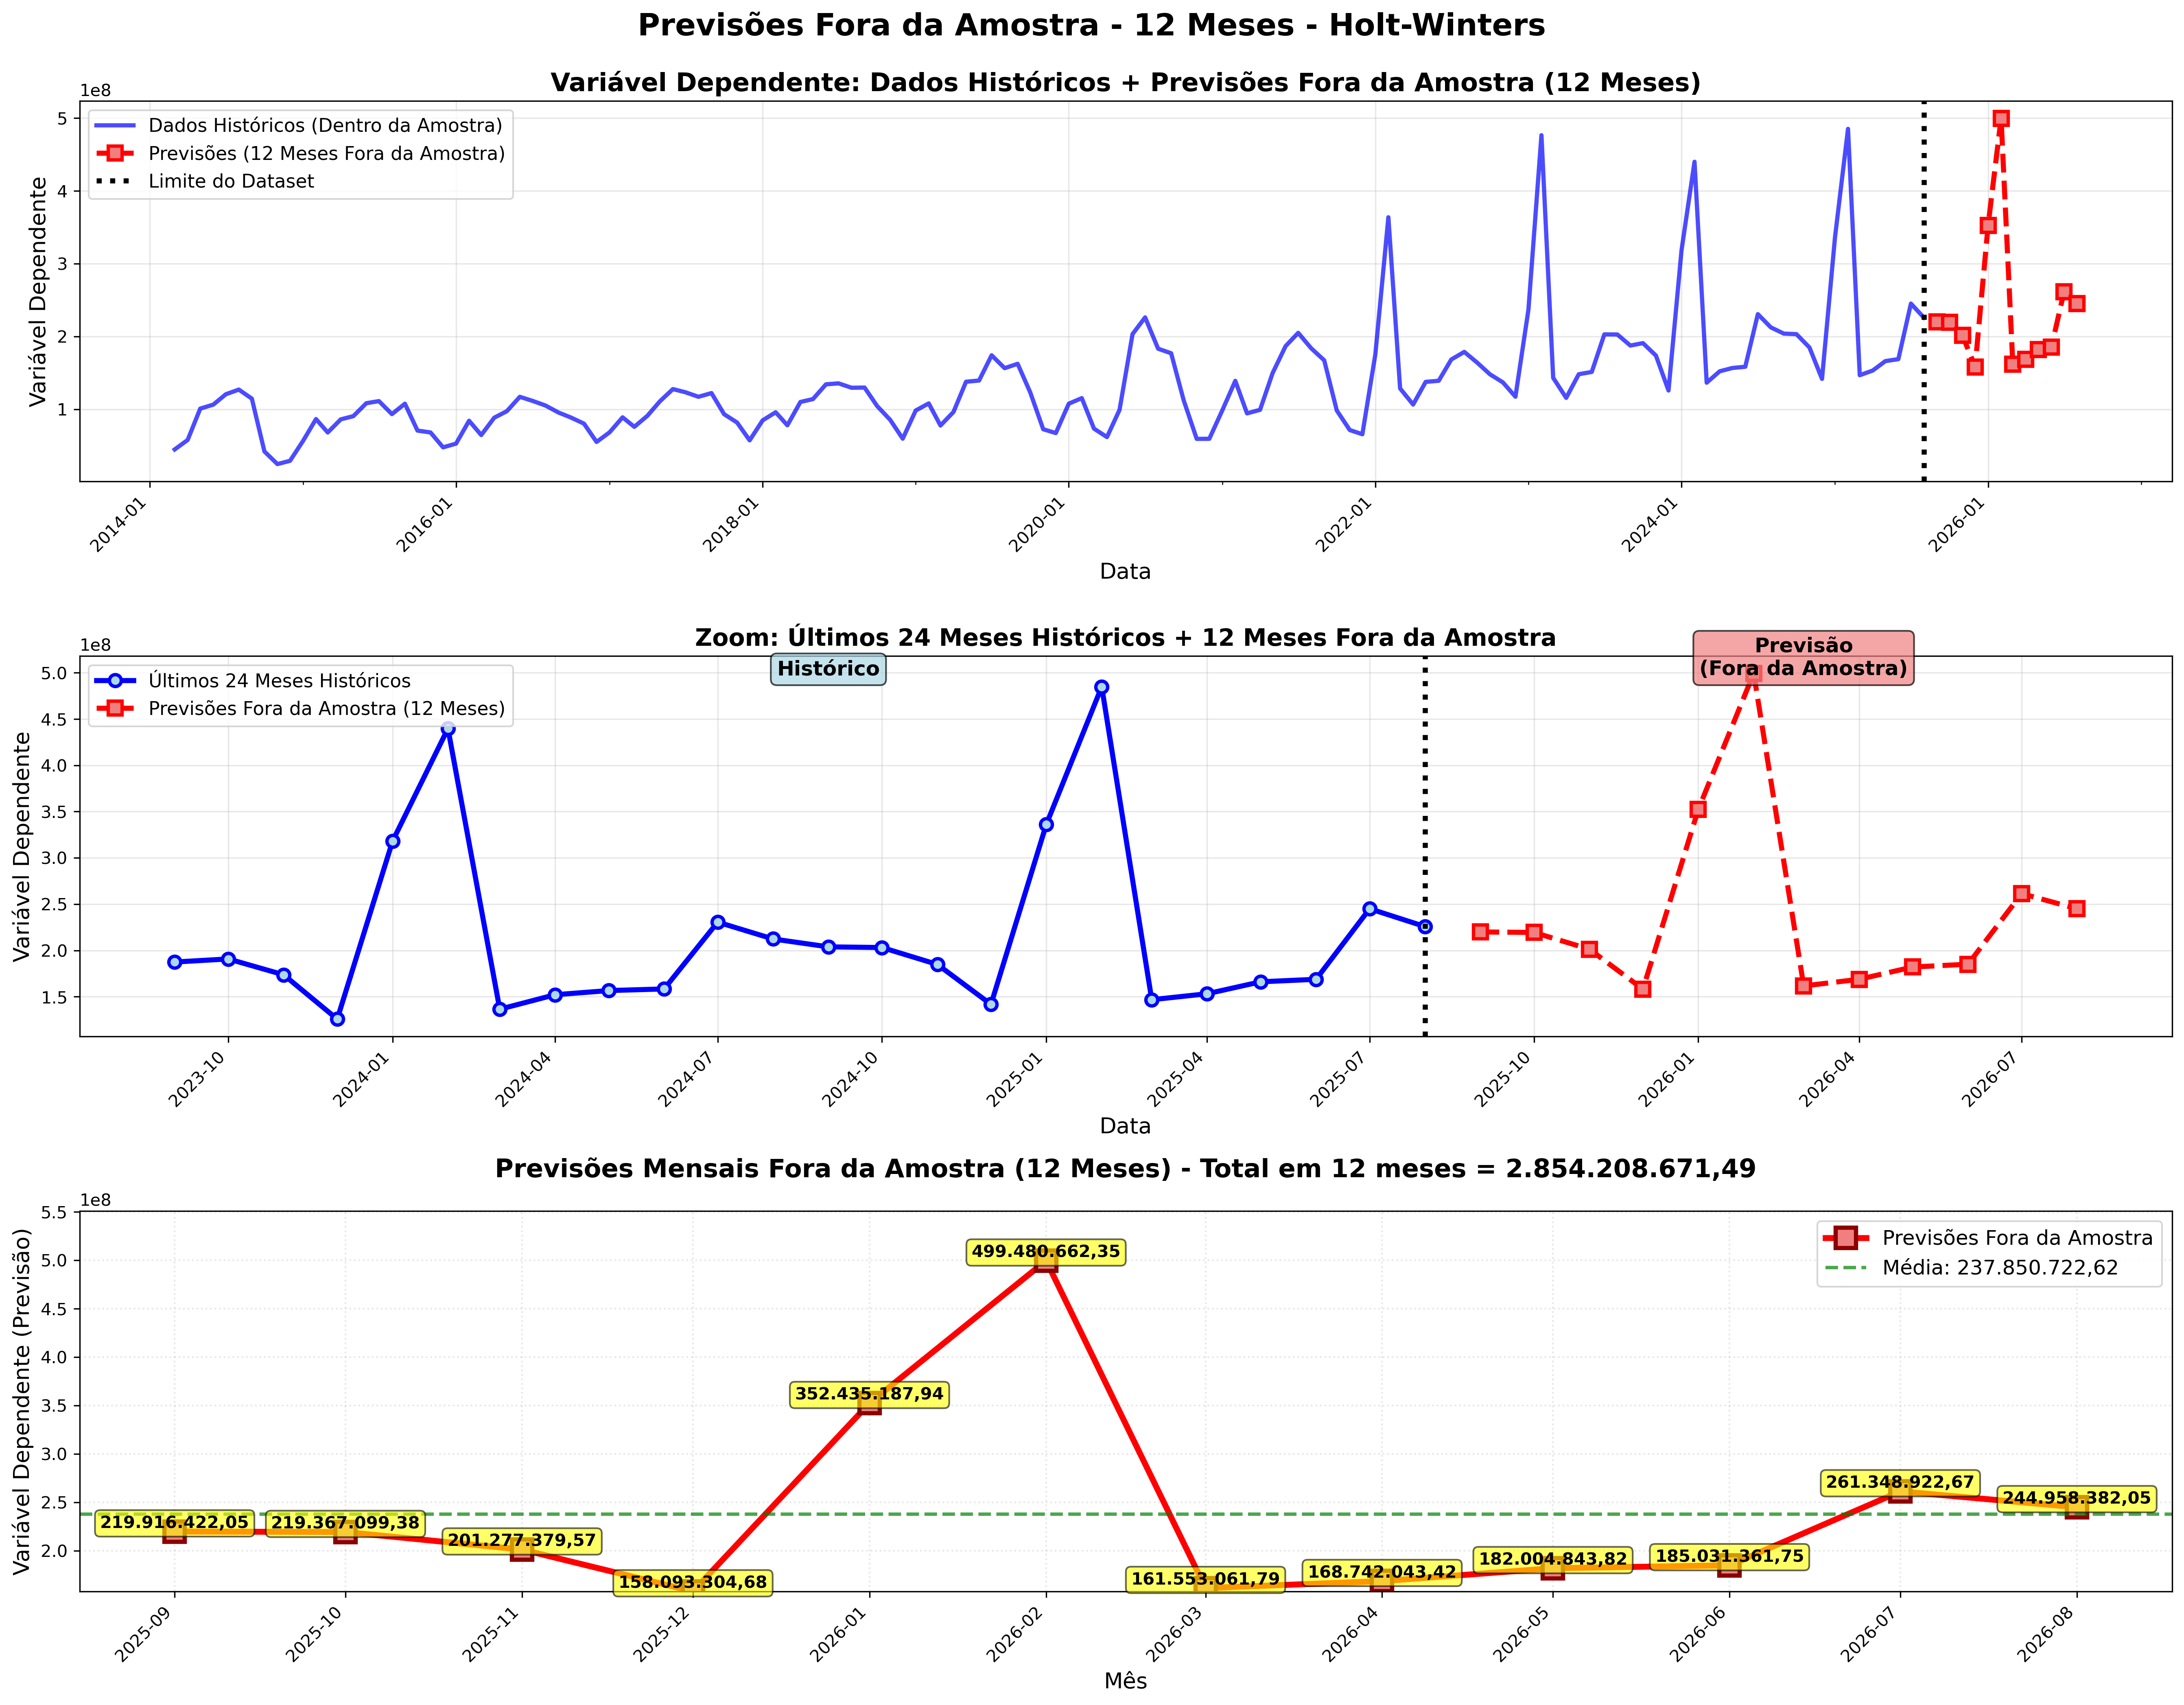 Previsões Fora da Amostra - 12 Meses - Holt-Winters
Variável Dependente: Dados Históricos + Previsões Fora da Amostra (12 Meses)
1e8
Dados Históricos (Dentro da Amostra)
Previsões (12 Meses Fora da Amostra)
Limite do Dataset
Variável Dependente
5
4
3
2
1
2014-01
2016-01
2018-01
2020-01
2022-01
2024-01
2026-01
Data
Zoom: Últimos 24 Meses Históricos + 12 Meses Fora da Amostra
1e8
Histórico
Previsão
(Fora da Amostra)
Últimos 24 Meses Históricos
Previsões Fora da Amostra (12 Meses)
Variável Dependente
5.0
4.5
4.0
3.5
3.0
2.5
2.0
1.5
2023-10
2024-01
2024-04
2024-07
2024-10
2025-01
2025-04
2025-07
2025-10
2026-01
2026-04
2026-07
Data
Previsões Mensais Fora da Amostra (12 Meses) - Total em 12 meses = 2.854.208.671,49
1e8
Previsões Fora da Amostra
Média: 237.850.722,62
Variável Dependente (Previsão)
5.5
5.0
4.5
4.0
3.5
3.0
2.5
2.0
219.916.422,05
219.367.099,38
201.277.379,57
158.093.304,68
352.435.187,94
499.480.662,35
161.553.061,79
168.742.043,42
182.004.843,82
185.031.361,75
261.348.922,67
244.958.382,05
2025-09
2025-10
2025-11
2025-12
2026-01
2026-02
2026-03
2026-04
2026-05
2026-06
2026-07
2026-08
Mês